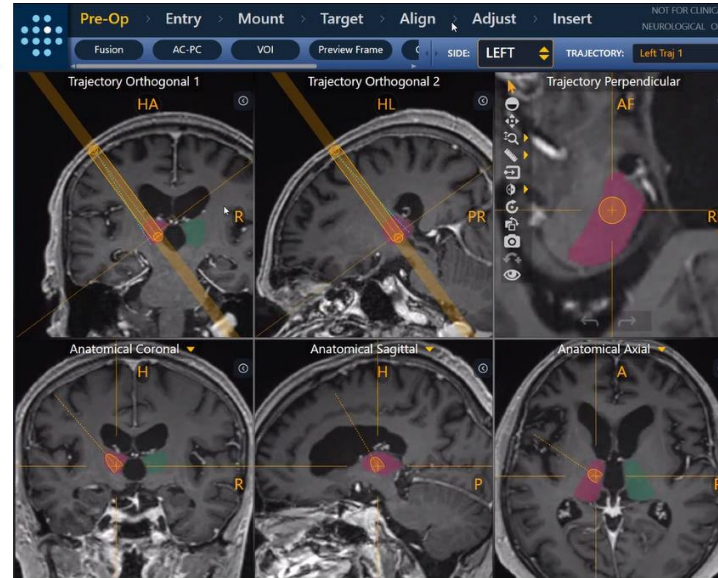 Pre-Op Entry Mount Target Align Adjust Insert
NOT FOR CLINIC
NEUROLOGICAL O
Fusion AC-PC VOI Preview Frame SIDE: LEFT TRAJECTORY: Left Traj 1
Trajectory Orthogonal 1 Trajectory Orthogonal 2 Trajectory Perpendicular
HA HL AF
R PR R
Anatomical Coronal Anatomical Sagittal Anatomical Axial
H H A
R P